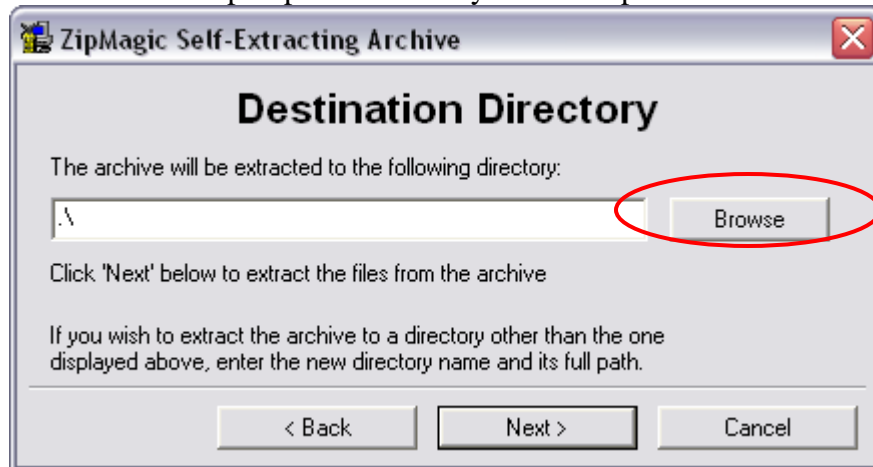 ZipMagic Self-Extracting Archive
Destination Directory
The archive will be extracted to the following directory:
.\
Browse
Click 'Next' below to extract the files from the archive
If you wish to extract the archive to a directory other than the one
displayed above, enter the new directory name and its full path.
< Back
Next >
Cancel